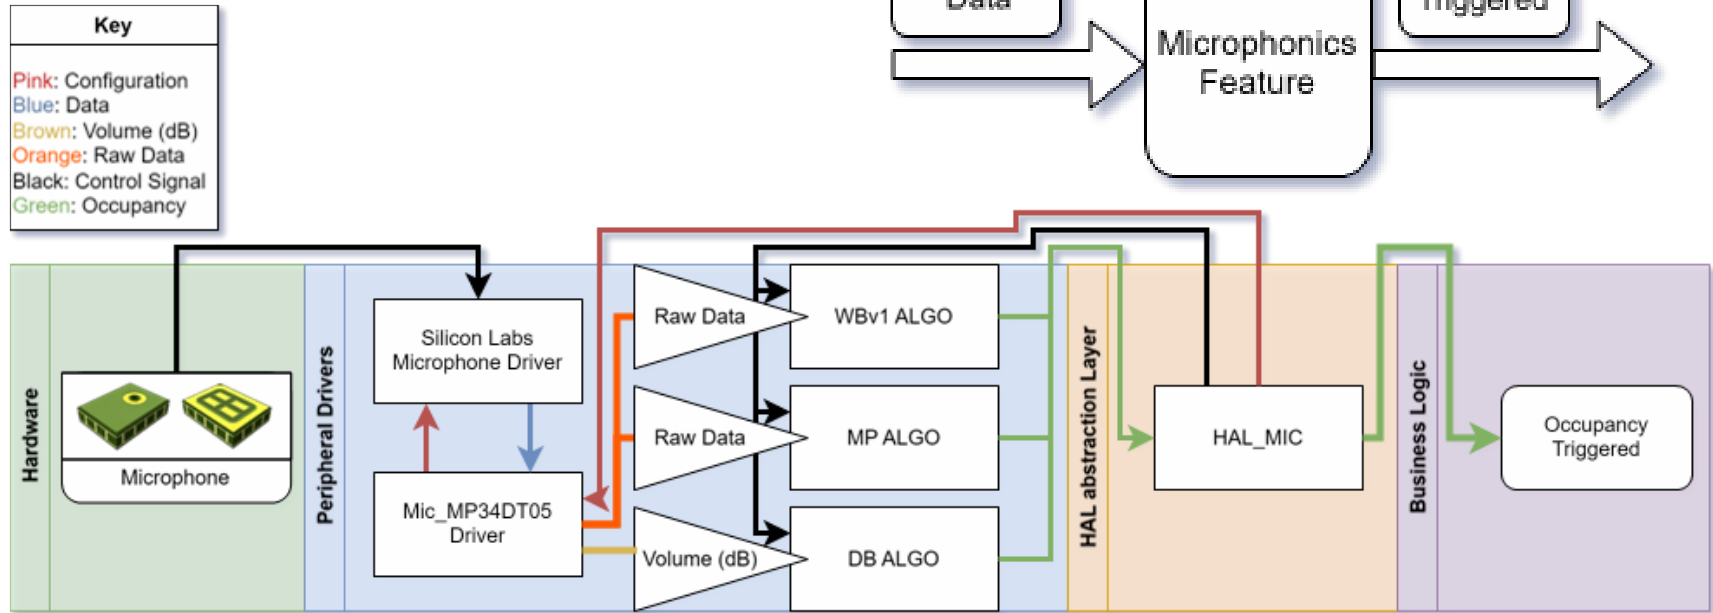 Key
Pink: Configuration
Blue: Data
Brown: Volume (dB)
Orange: Raw Data
Black: Control Signal
Green: Occupancy
Data
Microphonics
Feature
Triggered
Hardware
Microphone
Peripheral Drivers
Silicon Labs
Microphone Driver
Mic_MP34DT05
Driver
Raw Data
WBv1 ALGO
Raw Data
MP ALGO
Volume (dB)
DB ALGO
HAL abstraction Layer
HAL_MIC
Business Logic
Occupancy
Triggered